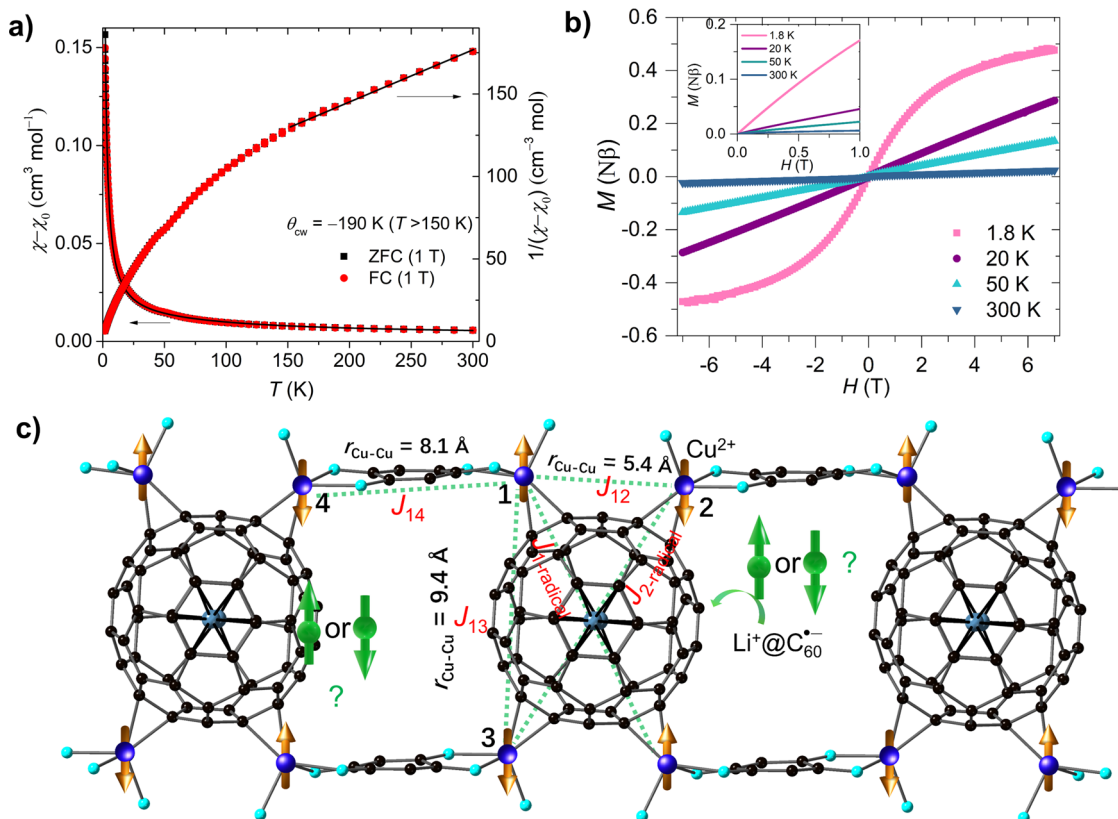 a)
0.15
0.10
0.05
0.00
χ−χ₀ (cm³ mol⁻¹)
150
100
50
0
1/(χ−χ₀) (cm⁻³ mol)
θcw = −190 K (T >150 K)
ZFC (1 T)
FC (1 T)
0 50 100 150 200 250 300
T (K)
b)
0.6
0.4
0.2
0.0
-0.2
-0.4
-0.6
M (Nβ)
0.2
0.1
0.0
M (Nβ)
1.8 K
20 K
50 K
300 K
0.0 0.5 1.0
H (T)
1.8 K
20 K
50 K
300 K
-6 -4 -2 0 2 4 6
H (T)
c)
rCu-Cu = 8.1 Å
rCu-Cu = 5.4 Å
Cu²⁺
4
J14
1
J12
2
J1-radical
J2-radical
rCu-Cu = 9.4 Å
J13
or
?
or
?
Li⁺@C₆₀•−
3